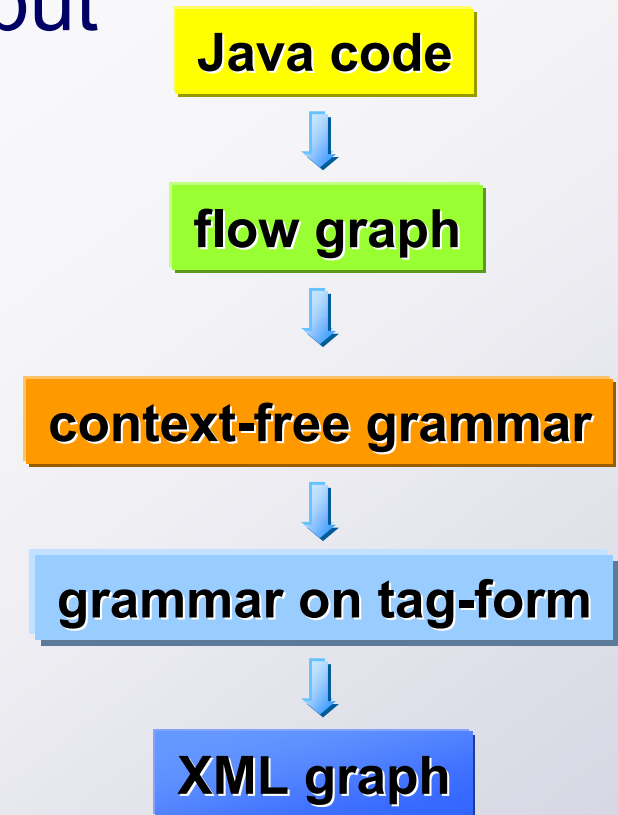 Java code
flow graph
context-free grammar
grammar on tag-form
XML graph